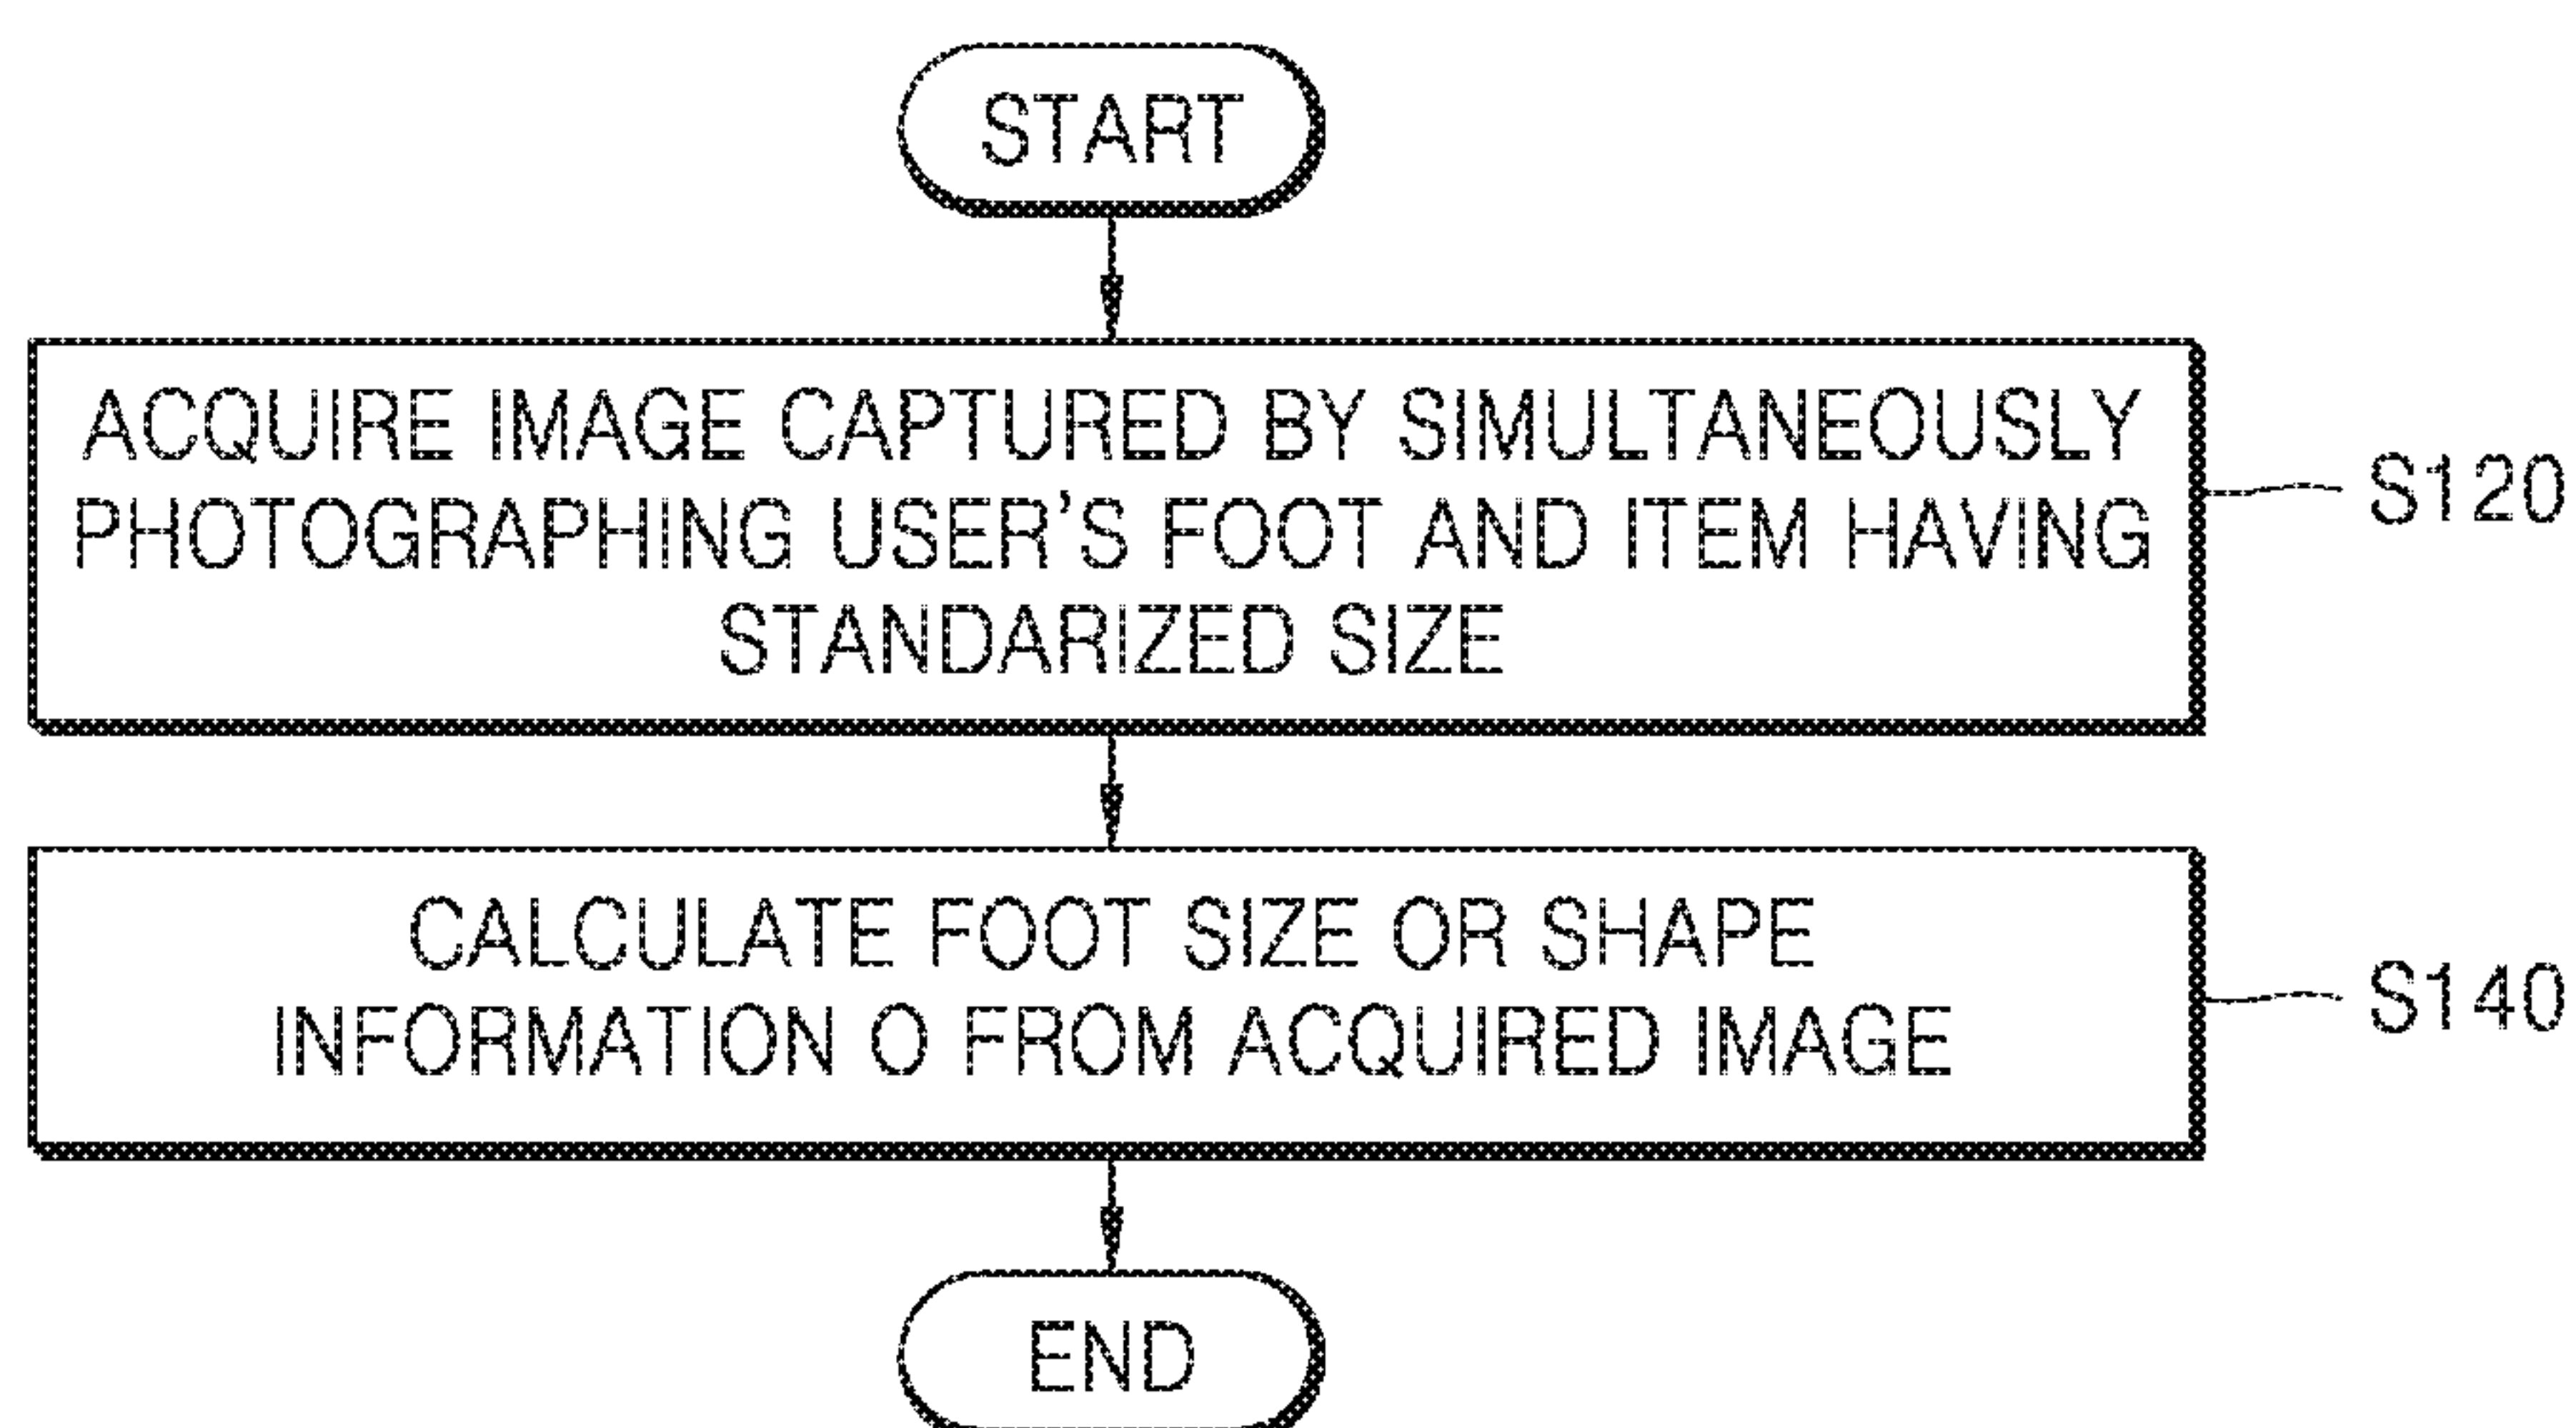 START
ACQUIRE IMAGE CAPTURED BY SIMULTANEOUSLY
PHOTOGRAPHING USER'S FOOT AND ITEM HAVING
STANDARIZED SIZE
S120
CALCULATE FOOT SIZE OR SHAPE
INFORMATION O FROM ACQUIRED IMAGE
S140
END